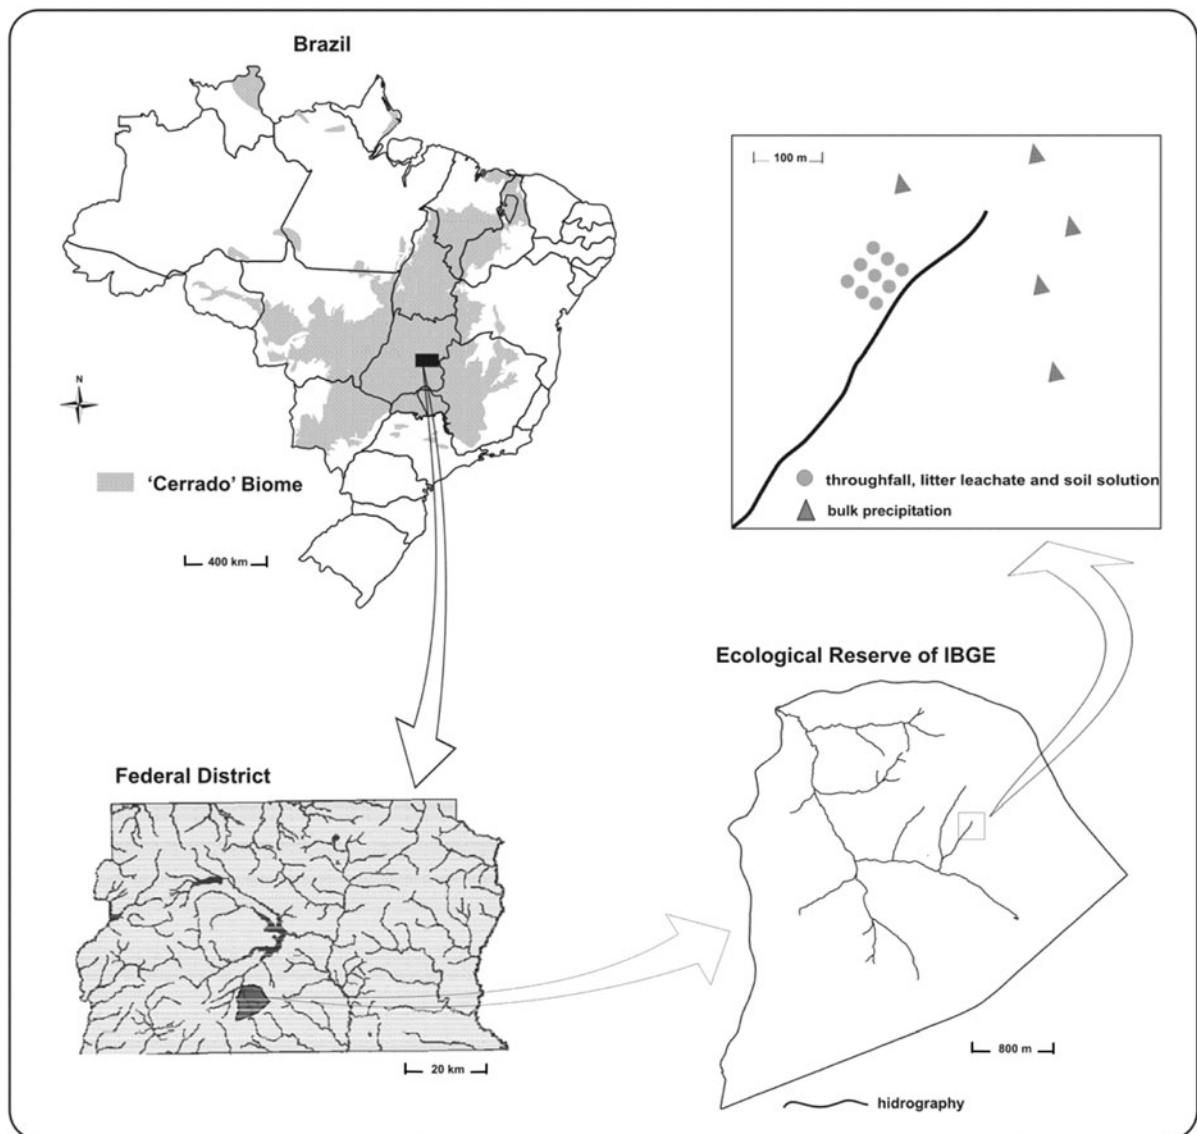 Brazil
N
'Cerrado' Biome
400 km
100 m
throughfall, litter leachate and soil solution
bulk precipitation
Ecological Reserve of IBGE
Federal District
20 km
800 m
hidrography